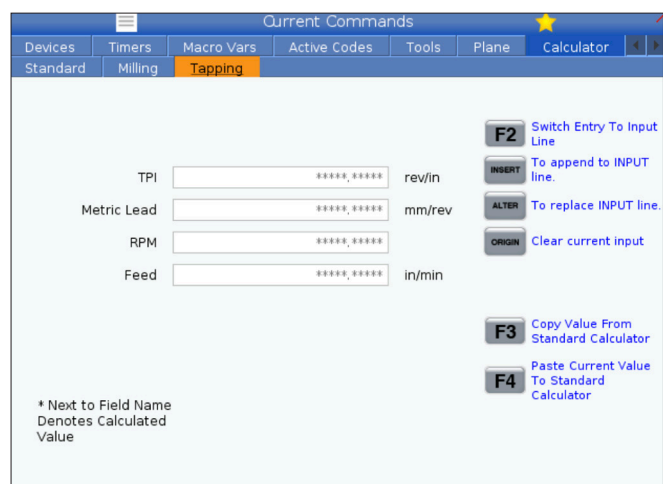 Current Commands
Devices Timers Macro Vars Active Codes Tools Plane Calculator
Standard Milling Tapping
F2 Switch Entry To Input
Line
INSERT To append to INPUT
line.
TPI *****.***** rev/in
Metric Lead *****.***** mm/rev
ALTER To replace INPUT line.
RPM *****.*****
ORIGIN Clear current input
Feed *****.***** in/min
F3 Copy Value From
Standard Calculator
F4 Paste Current Value
To Standard
Calculator
* Next to Field Name
Denotes Calculated
Value